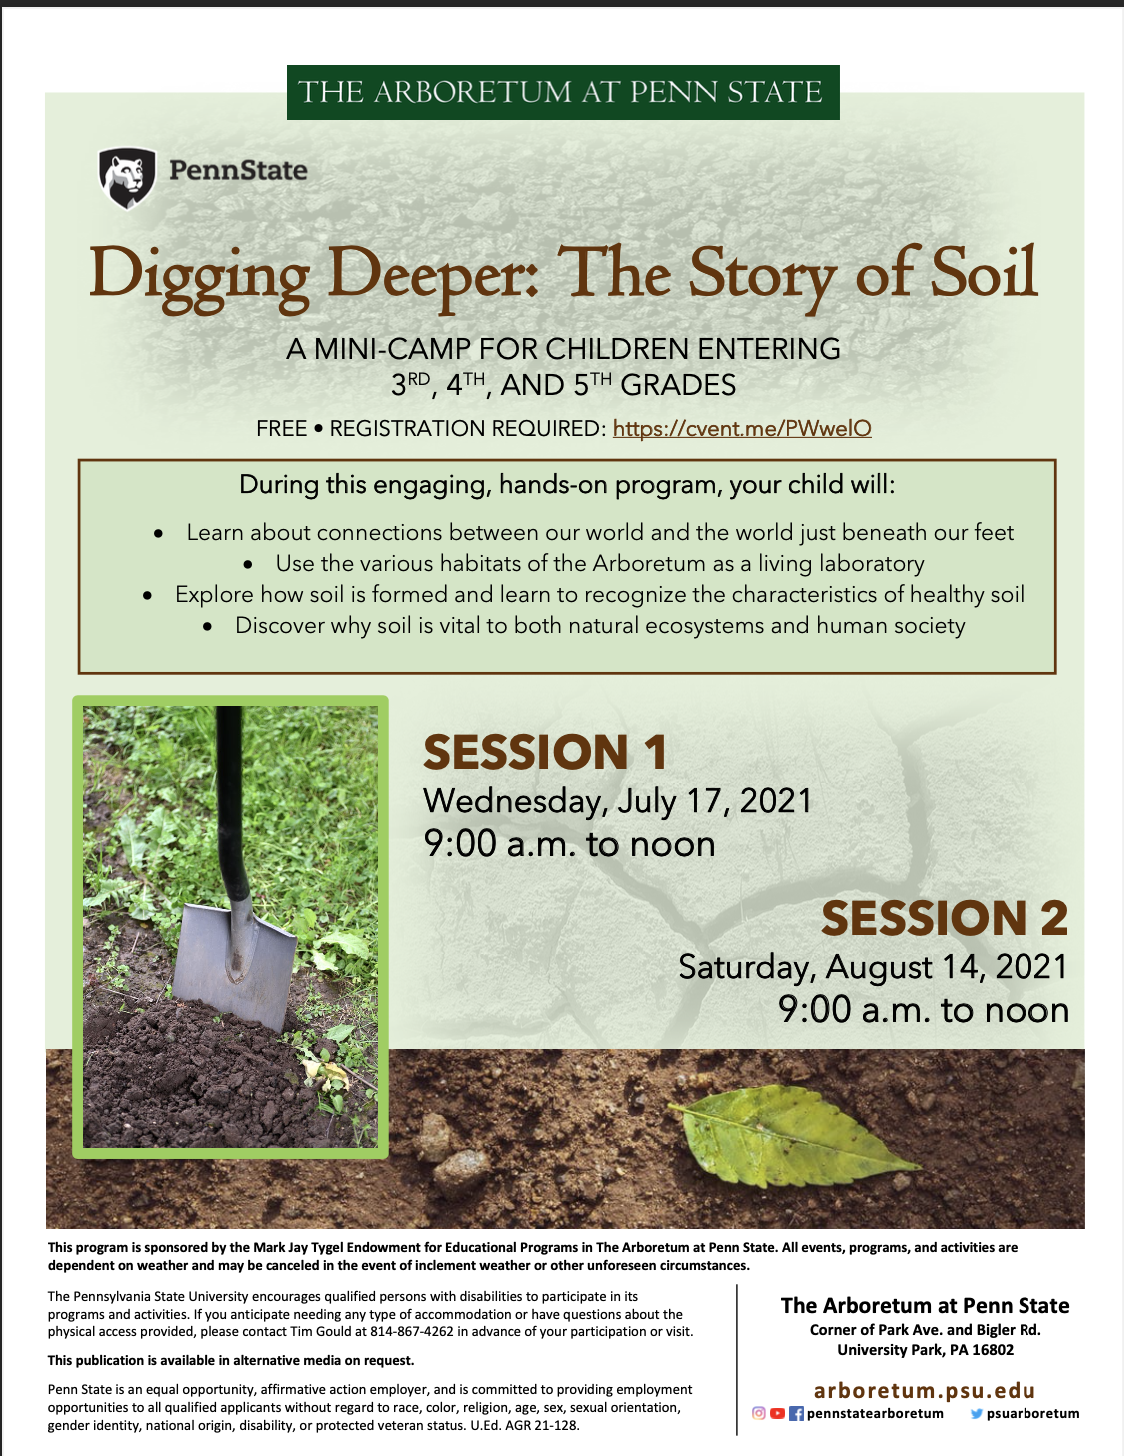 THE ARBORETUM AT PENN STATE
PennState
Digging Deeper: The Story of Soil
A MINI-CAMP FOR CHILDREN ENTERING
3RD, 4TH, AND 5TH GRADES
FREE • REGISTRATION REQUIRED: https://cvent.me/PWwelO
During this engaging, hands-on program, your child will:
• Learn about connections between our world and the world just beneath our feet
• Use the various habitats of the Arboretum as a living laboratory
• Explore how soil is formed and learn to recognize the characteristics of healthy soil
• Discover why soil is vital to both natural ecosystems and human society
SESSION 1
Wednesday, July 17, 2021
9:00 a.m. to noon
SESSION 2
Saturday, August 14, 2021
9:00 a.m. to noon
This program is sponsored by the Mark Jay Tygel Endowment for Educational Programs in The Arboretum at Penn State. All events, programs, and activities are
dependent on weather and may be canceled in the event of inclement weather or other unforeseen circumstances.
The Pennsylvania State University encourages qualified persons with disabilities to participate in its
programs and activities. If you anticipate needing any type of accommodation or have questions about the
physical access provided, please contact Tim Gould at 814-867-4262 in advance of your participation or visit.
This publication is available in alternative media on request.
Penn State is an equal opportunity, affirmative action employer, and is committed to providing employment
opportunities to all qualified applicants without regard to race, color, religion, age, sex, sexual orientation,
gender identity, national origin, disability, or protected veteran status. U.Ed. AGR 21-128.
The Arboretum at Penn State
Corner of Park Ave. and Bigler Rd.
University Park, PA 16802
arboretum.psu.edu
pennstatearboretum psuarboretum